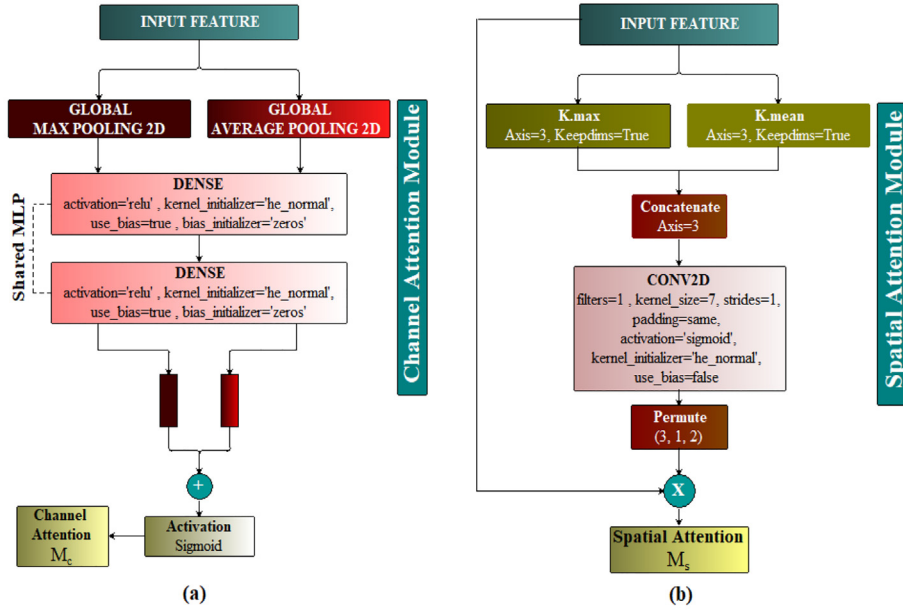 INPUT FEATURE
GLOBAL
MAX POOLING 2D
GLOBAL
AVERAGE POOLING 2D
DENSE
activation='relu' , kernel_initializer='he_normal',
use_bias=true , bias_initializer='zeros'
Shared MLP
DENSE
activation='relu' , kernel_initializer='he_normal',
use_bias=true , bias_initializer='zeros'
+
Activation
Sigmoid
Channel
Attention
Mc
Channel Attention Module
(a)
INPUT FEATURE
K.max
Axis=3, Keepdims=True
K.mean
Axis=3, Keepdims=True
Concatenate
Axis=3
CONV2D
filters=1 , kernel_size=7, strides=1,
padding=same,
activation='sigmoid',
kernel_initializer='he_normal',
use_bias=false
Permute
(3, 1, 2)
X
Spatial Attention
Ms
Spatial Attention Module
(b)